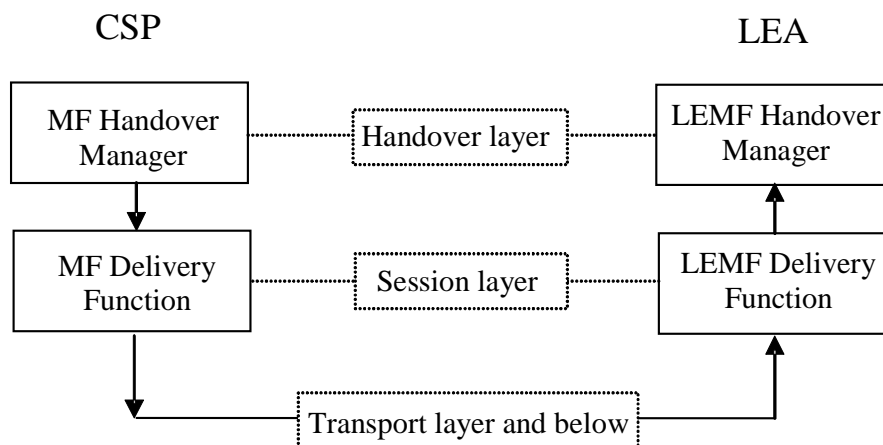 CSP
LEA
MF Handover
Manager
Handover layer
LEMF Handover
Manager
MF Delivery
Function
Session layer
LEMF Delivery
Function
Transport layer and below